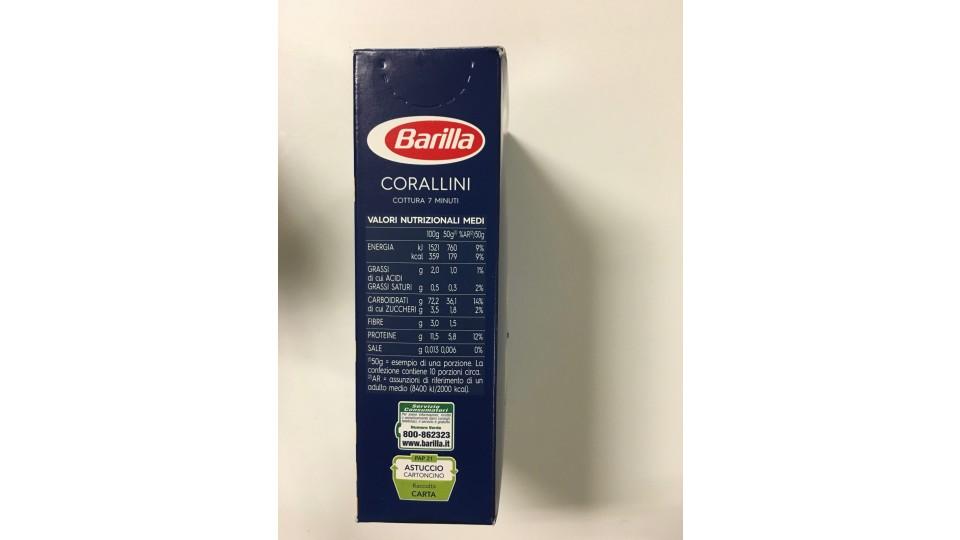 Barilla
CORALLINI
COTTURA 7 MINUTI
VALORI NUTRIZIONALI MEDI
100g 50g⁽¹⁾ %AR⁽²⁾/50g
ENERGIA kJ 1521 760 9%
kcal 359 179 9%
GRASSI g 2,0 1,0 1%
di cui ACIDI
GRASSI SATURI g 0,5 0,3 2%
CARBOIDRATI g 72,2 36,1 14%
di cui ZUCCHERI g 3,5 1,8 2%
FIBRE g 3,0 1,5
PROTEINE g 11,5 5,8 12%
SALE g 0,013 0,006 0%
⁽¹⁾50g = esempio di una porzione. La
confezione contiene 10 porzioni circa.
⁽²⁾AR = assunzioni di riferimento di un
adulto medio (8400 kJ/2000 kcal).
Servizio
Consumatori
Numero Verde
800-862323
www.barilla.it
PAP 21
ASTUCCIO
CARTONCINO
Raccolta
CARTA